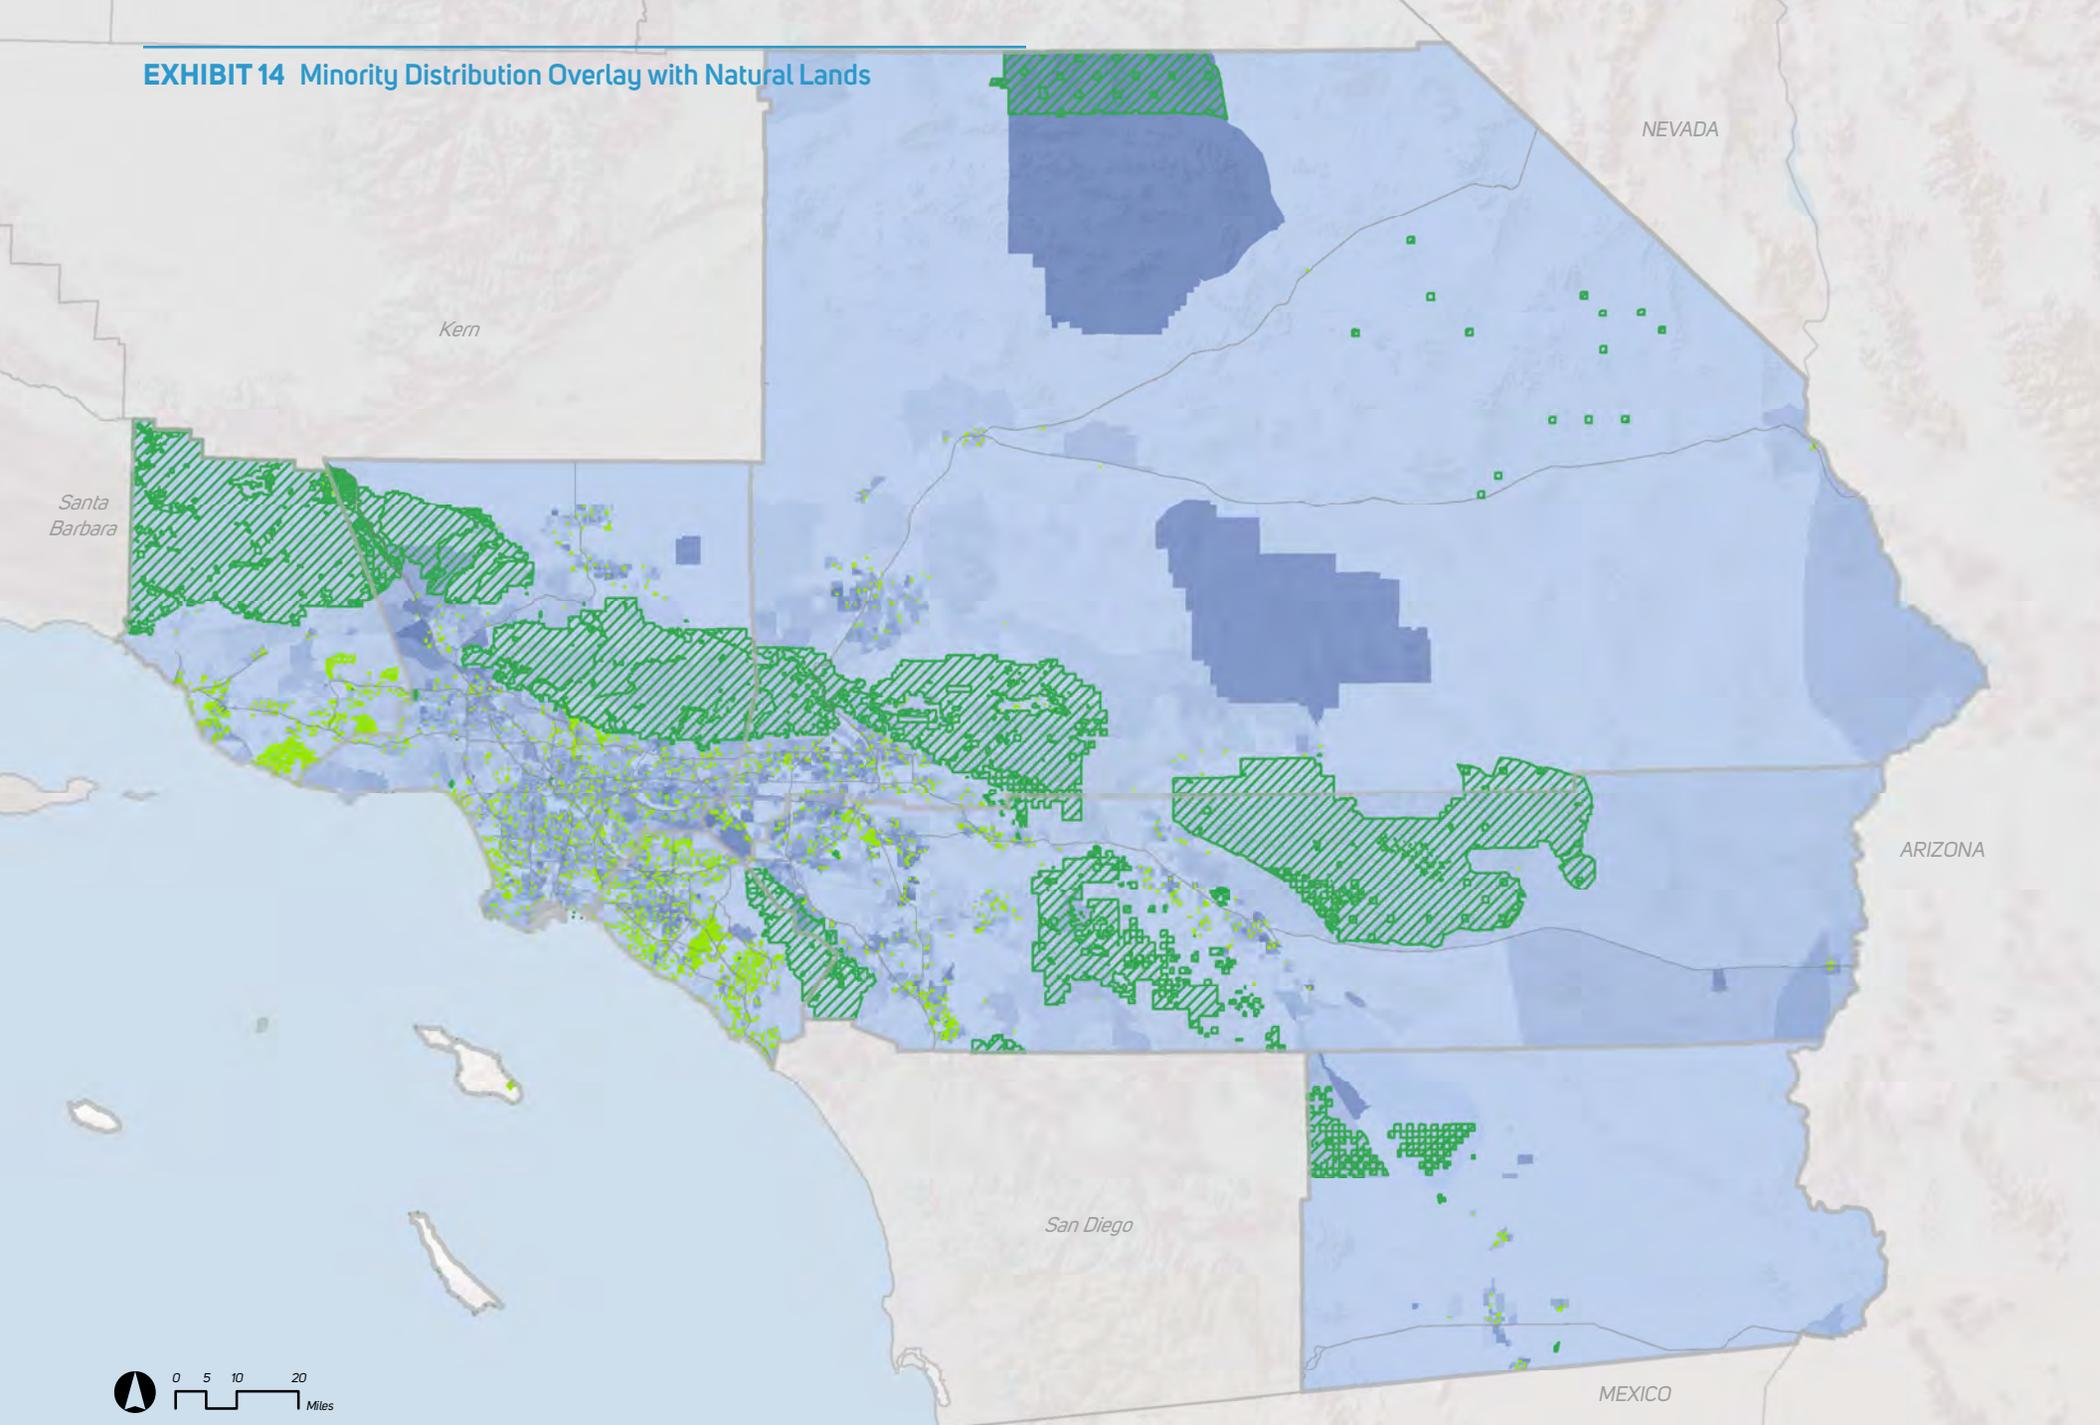 EXHIBIT 14 Minority Distribution Overlay with Natural Lands
NEVADA
Kern
Santa
Barbara
ARIZONA
San Diego
MEXICO
0 5 10 20
Miles